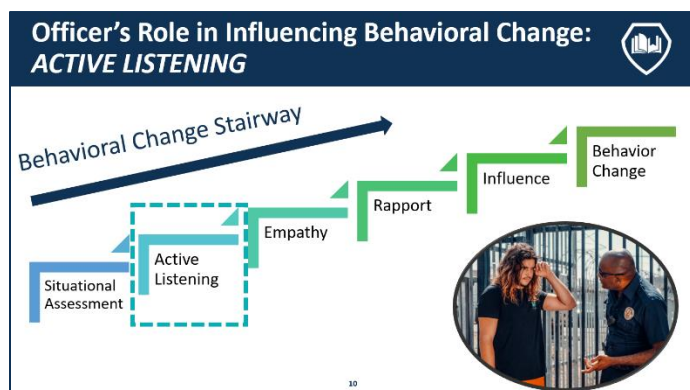 Officer's Role in Influencing Behavioral Change:
ACTIVE LISTENING
Behavioral Change Stairway
Situational
Assessment
Active
Listening
Empathy
Rapport
Influence
Behavior
Change
10